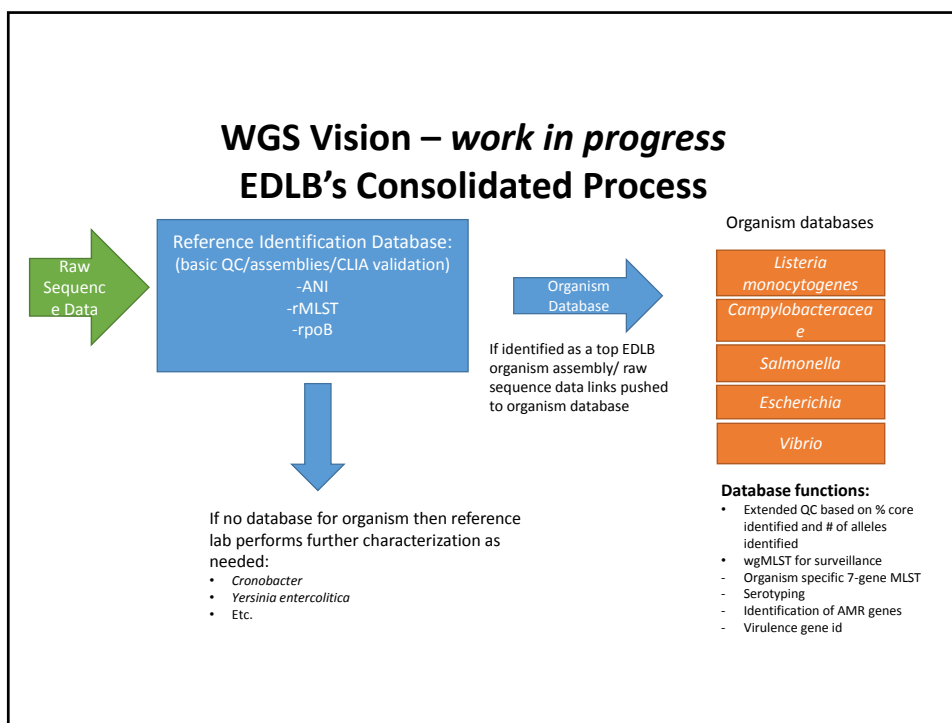 WGS Vision – work in progress
EDLB's Consolidated Process
Raw
Sequenc
e Data
Reference Identification Database:
(basic QC/assemblies/CLIA validation)
-ANI
-rMLST
-rpoB
Organism
Database
If identified as a top EDLB
organism assembly/ raw
sequence data links pushed
to organism database
Organism databases
Listeria
monocytogenes
Campylobacteracea
e
Salmonella
Escherichia
Vibrio
If no database for organism then reference
lab performs further characterization as
needed:
• Cronobacter
• Yersinia entercolitica
• Etc.
Database functions:
• Extended QC based on % core
identified and # of alleles
identified
• wgMLST for surveillance
- Organism specific 7-gene MLST
- Serotyping
- Identification of AMR genes
- Virulence gene id